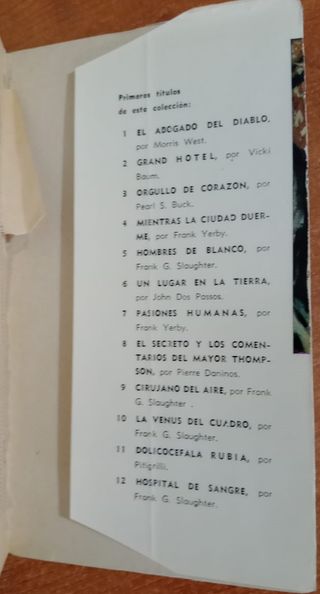 Primeros títulos
de esta colección:
1 EL ABOGADO DEL DIABLO,
por Morris West.
2 GRAND HOTEL, por Vicki
Baum.
3 ORGULLO DE CORAZON, por
Pearl S. Buck.
4 MIENTRAS LA CIUDAD DUER-
ME, por Frank Yerby.
5 HOMBRES DE BLANCO, por
Frank G. Slaughter.
6 UN LUGAR EN LA TIERRA,
por John Dos Passos.
7 PASIONES HUMANAS, por
Frank Yerby.
8 EL SECRETO Y LOS COMEN-
TARIOS DEL MAYOR THOMP-
SON, por Pierre Daninos.
9 CIRUJANO DEL AIRE, por Frank
G. Slaughter .
10 LA VENUS DEL CUADRO, por
Frank G. Slaughter.
11 DOLICOCEFALA RUBIA, por
Pitigrilli.
12 HOSPITAL DE SANGRE, por
Frank G. Slaughter.